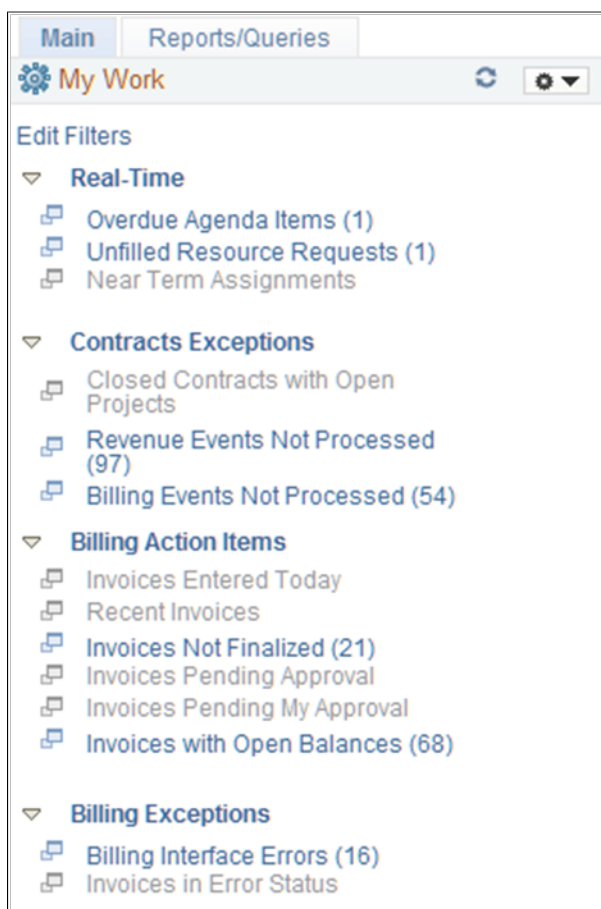 Main Reports/Queries
My Work
Edit Filters
Real-Time
Overdue Agenda Items (1)
Unfilled Resource Requests (1)
Near Term Assignments
Contracts Exceptions
Closed Contracts with Open
Projects
Revenue Events Not Processed
(97)
Billing Events Not Processed (54)
Billing Action Items
Invoices Entered Today
Recent Invoices
Invoices Not Finalized (21)
Invoices Pending Approval
Invoices Pending My Approval
Invoices with Open Balances (68)
Billing Exceptions
Billing Interface Errors (16)
Invoices in Error Status